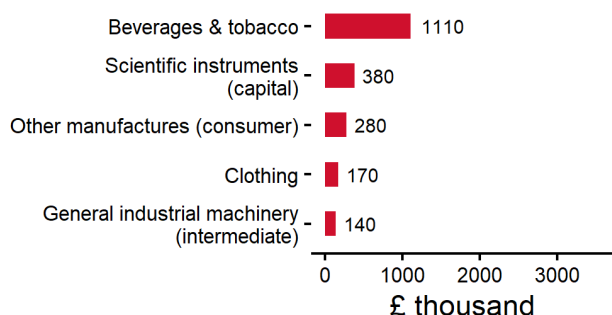 Beverages & tobacco
1110
Scientific instruments
(capital)
380
Other manufactures (consumer)
280
Clothing
170
General industrial machinery
(intermediate)
140
0 1000 2000 3000
£ thousand